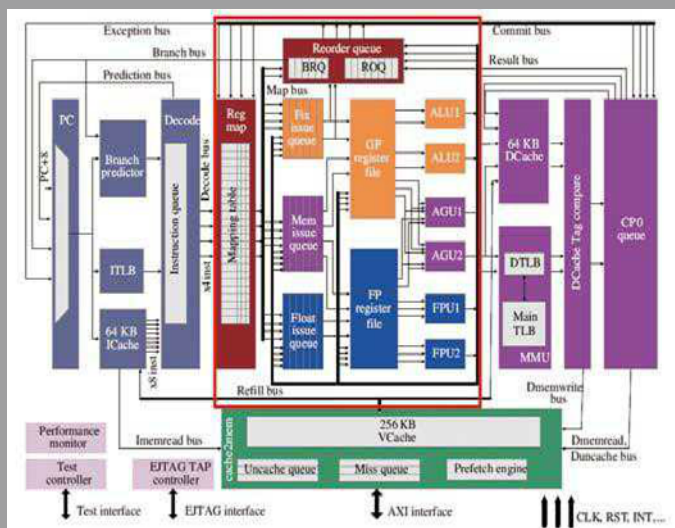 Exception bus
Commit bus
Reorder queue
BRQ
ROQ
Branch bus
Result bus
Prediction bus
Map bus
PC
Decode
Reg
map
Fix
issue
queue
GP
register
file
ALU1
ALU2
64 KB
DCache
DCache Tag compare
CP0
queue
PC+8
Branch
predictor
Instruction queue
Decode bus
Mapping table
Mem
issue
queue
AGU1
AGU2
ITLB
DTLB
Main
TLB
MMU
x4 inst
FP
register
file
Float
issue
queue
FPU1
FPU2
64 KB
ICache
x8 inst
Refill bus
Dmemwrite
bus
Performance
monitor
Imemread bus
cache2mem
256 KB
VCache
Dmemread,
Duncache bus
Test
controller
EJTAG TAP
controller
Uncache queue
Miss queue
Prefetch engine
Test interface
EJTAG interface
AXI interface
CLK, RST, INT....